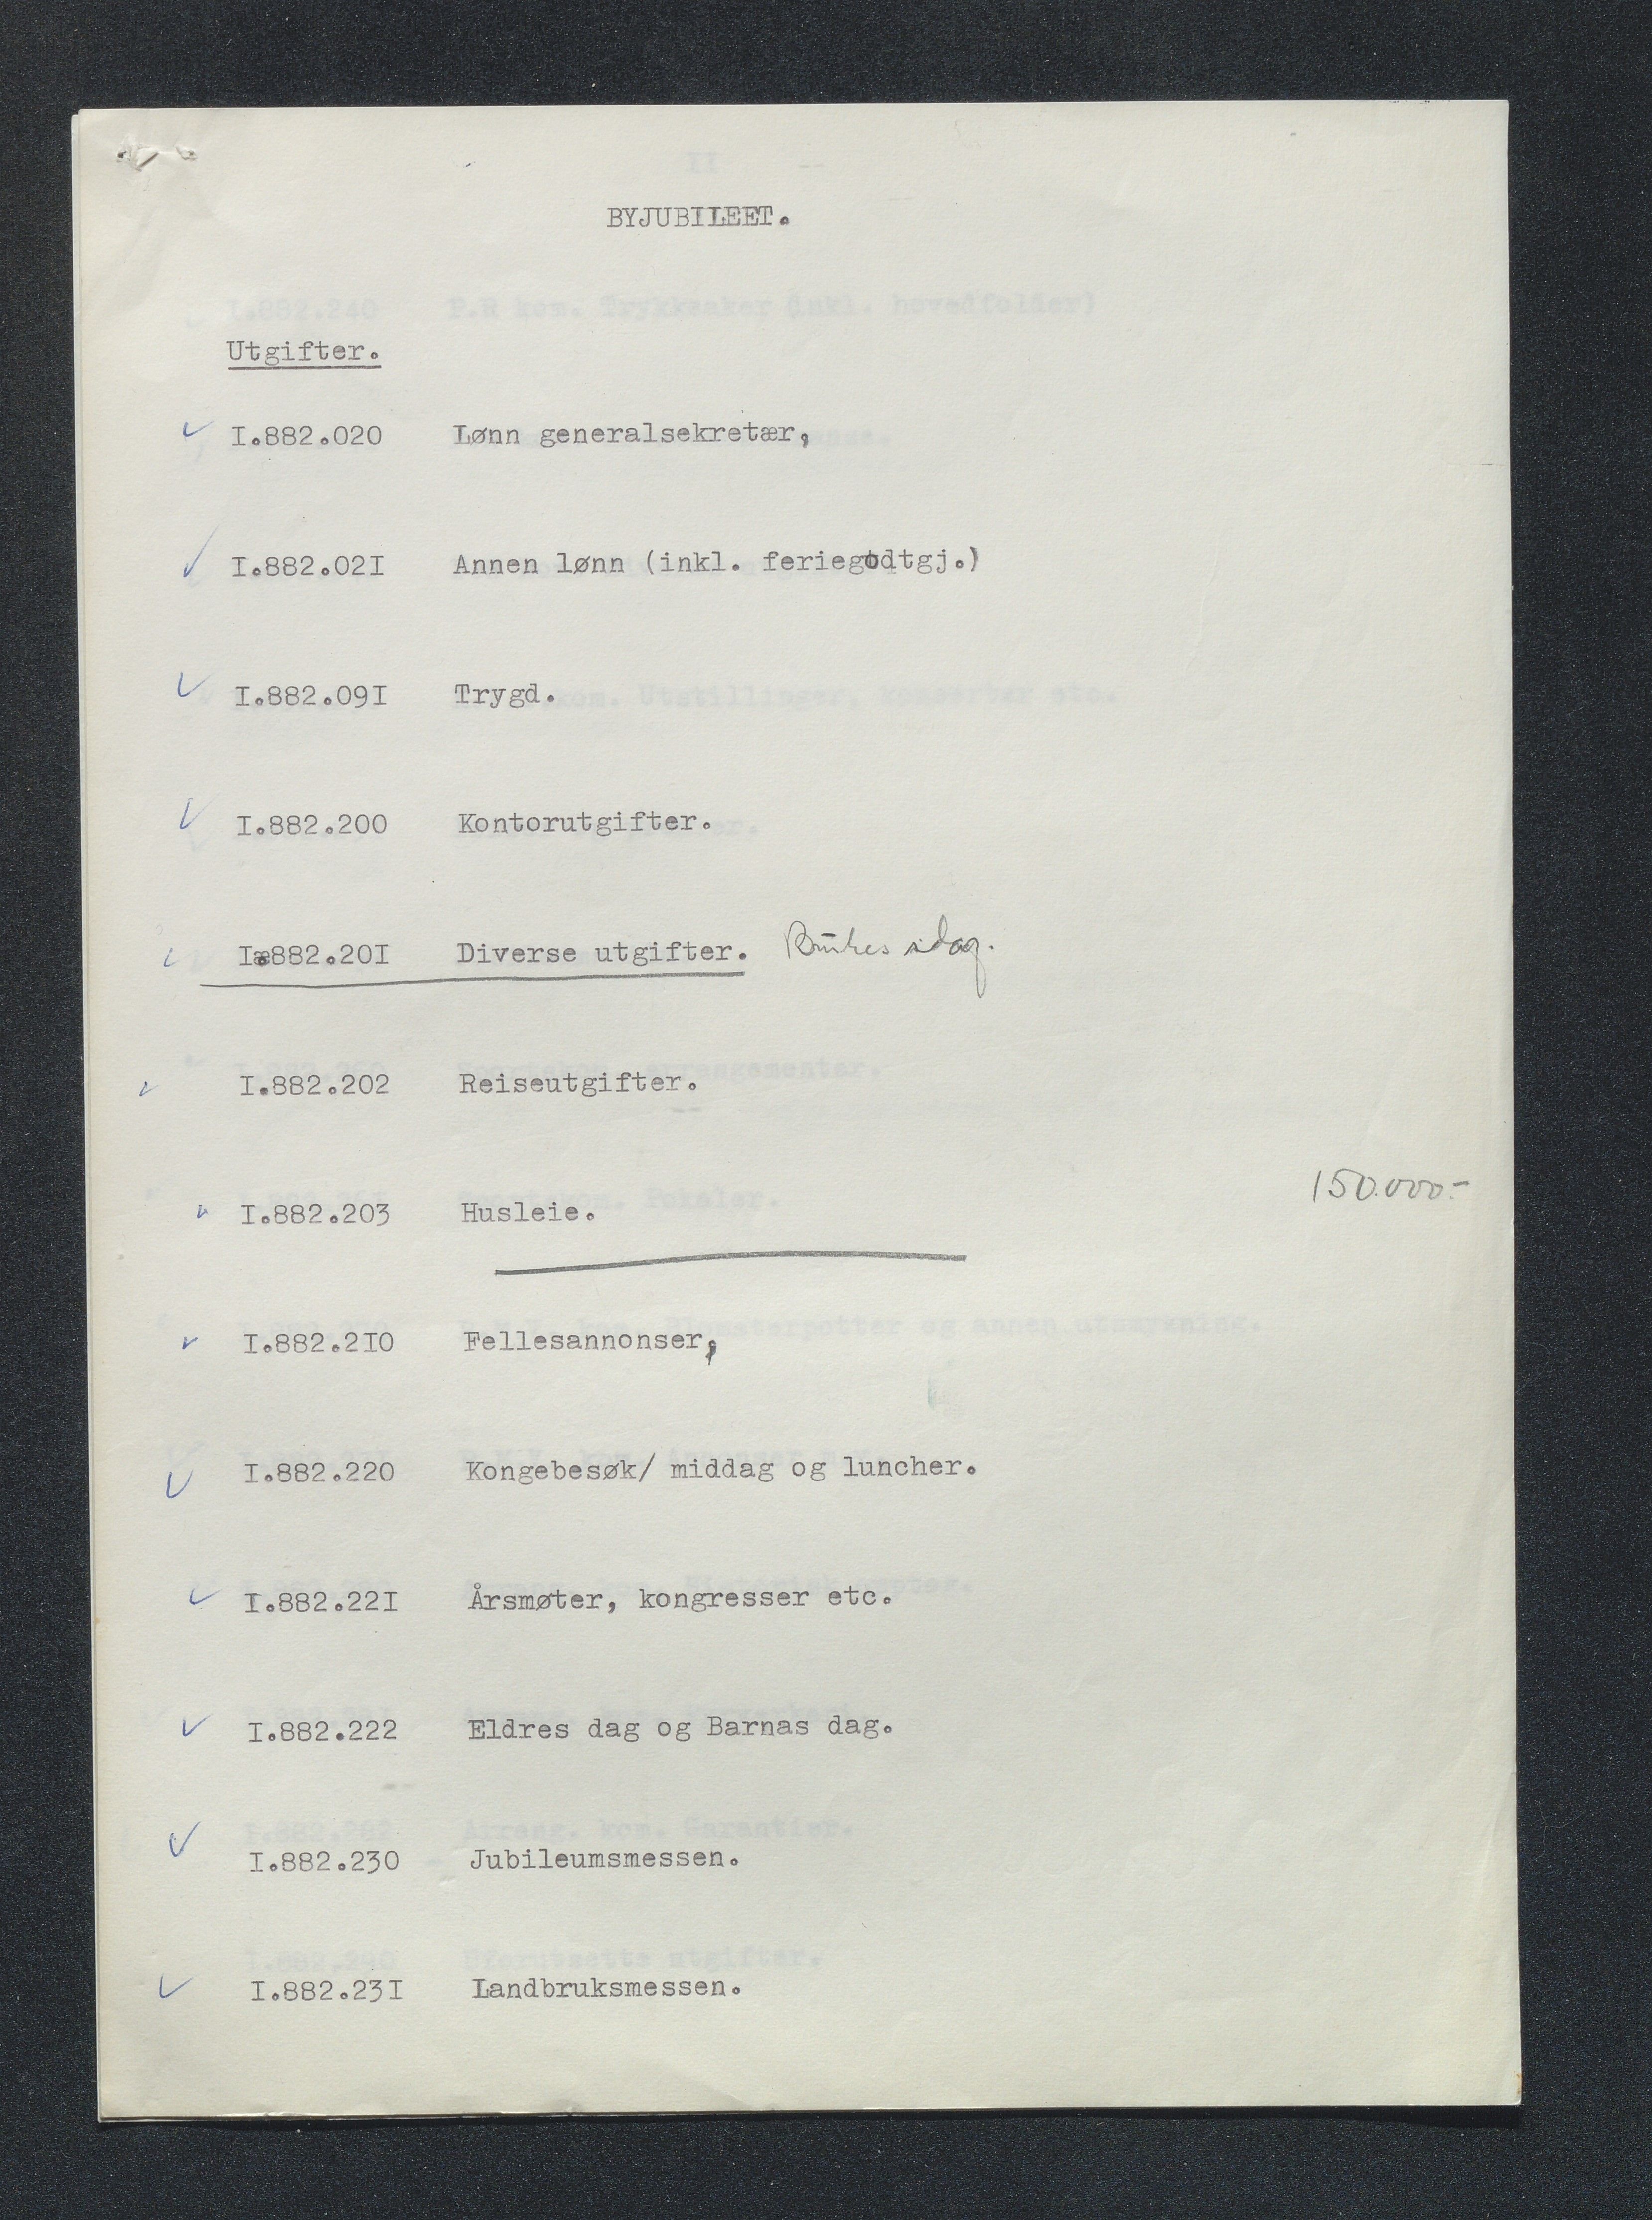 BYJUBILEET.
Utgifter.
I.882.020 Lønn generalsekretær,
I.882.02I Annen lønn (inkl. feriegodtgj.)
I.882.09I Trygd.
I.882.200 Kontorutgifter.
I.882.20I Diverse utgifter. Brukes idag.
I.882.202 Reiseutgifter.
150.000-
I.882.203 Husleie.
I.882.2I0 Fellesannonser,
I.882.220 Kongebesøk/ middag og luncher.
I.882.22I Årsmøter, kongresser etc.
I.882.222 Eldres dag og Barnas dag.
I.882.230 Jubileumsmessen.
I.882.23I Landbruksmessen.